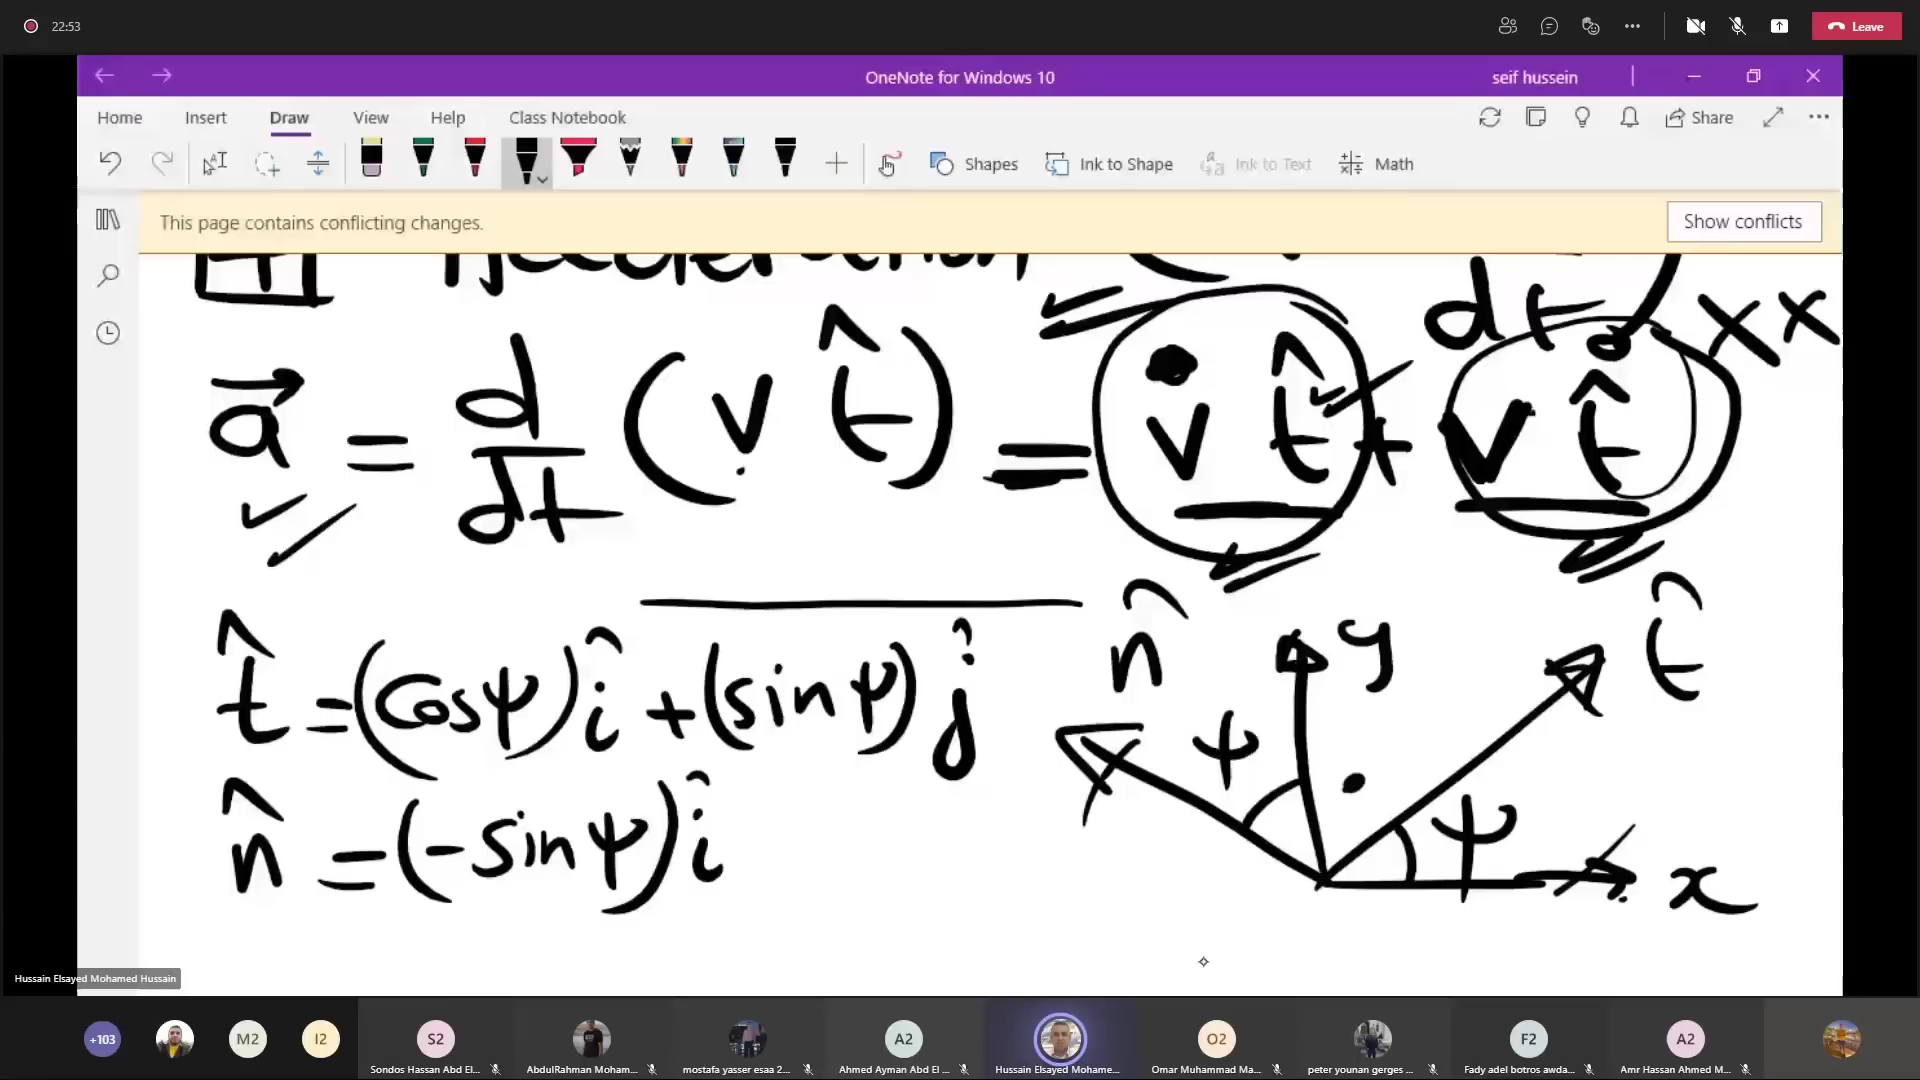 22:53
Leave
OneNote for Windows 10
seif hussein
Home Insert Draw View Help Class Notebook
Share
Shapes Ink to Shape Ink to Text Math
This page contains conflicting changes.
Show conflicts
Acceleration
dt
xx
a⃗ = d/dt (v t̂) = v̇ t̂ + v t̂̇
t̂ = (cosψ) î + (sinψ) ĵ
n̂ = (-sinψ) î
n̂ y t̂
ψ
ψ
x
Hussain Elsayed Mohamed Hussain
+103 M2 I2 S2 A2 O2 F2 A2
Sondos Hassan Abd El...
AbdulRahman Moham...
mostafa yasser esaa 2...
Ahmed Ayman Abd El ...
Hussain Elsayed Mohame...
Omar Muhammad Ma...
peter younan gerges ...
Fady adel botros awda...
Amr Hassan Ahmed M...